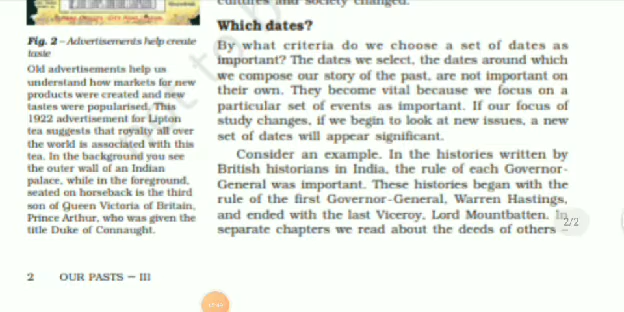 cultures and society changed.
Which dates?
By what criteria do we choose a set of dates as
important? The dates we select, the dates around which
we compose our story of the past, are not important on
their own. They become vital because we focus on a
particular set of events as important. If our focus of
study changes, if we begin to look at new issues, a new
set of dates will appear significant.
Consider an example. In the histories written by
British historians in India, the rule of each Governor-
General was important. These histories began with the
rule of the first Governor-General, Warren Hastings,
and ended with the last Viceroy, Lord Mountbatten. In
separate chapters we read about the deeds of others –
Fig. 2 – Advertisements help create
taste
Old advertisements help us
understand how markets for new
products were created and new
tastes were popularised. This
1922 advertisement for Lipton
tea suggests that royalty all over
the world is associated with this
tea. In the background you see
the outer wall of an Indian
palace, while in the foreground,
seated on horseback is the third
son of Queen Victoria of Britain,
Prince Arthur, who was given the
title Duke of Connaught.
2/2
2 OUR PASTS – III